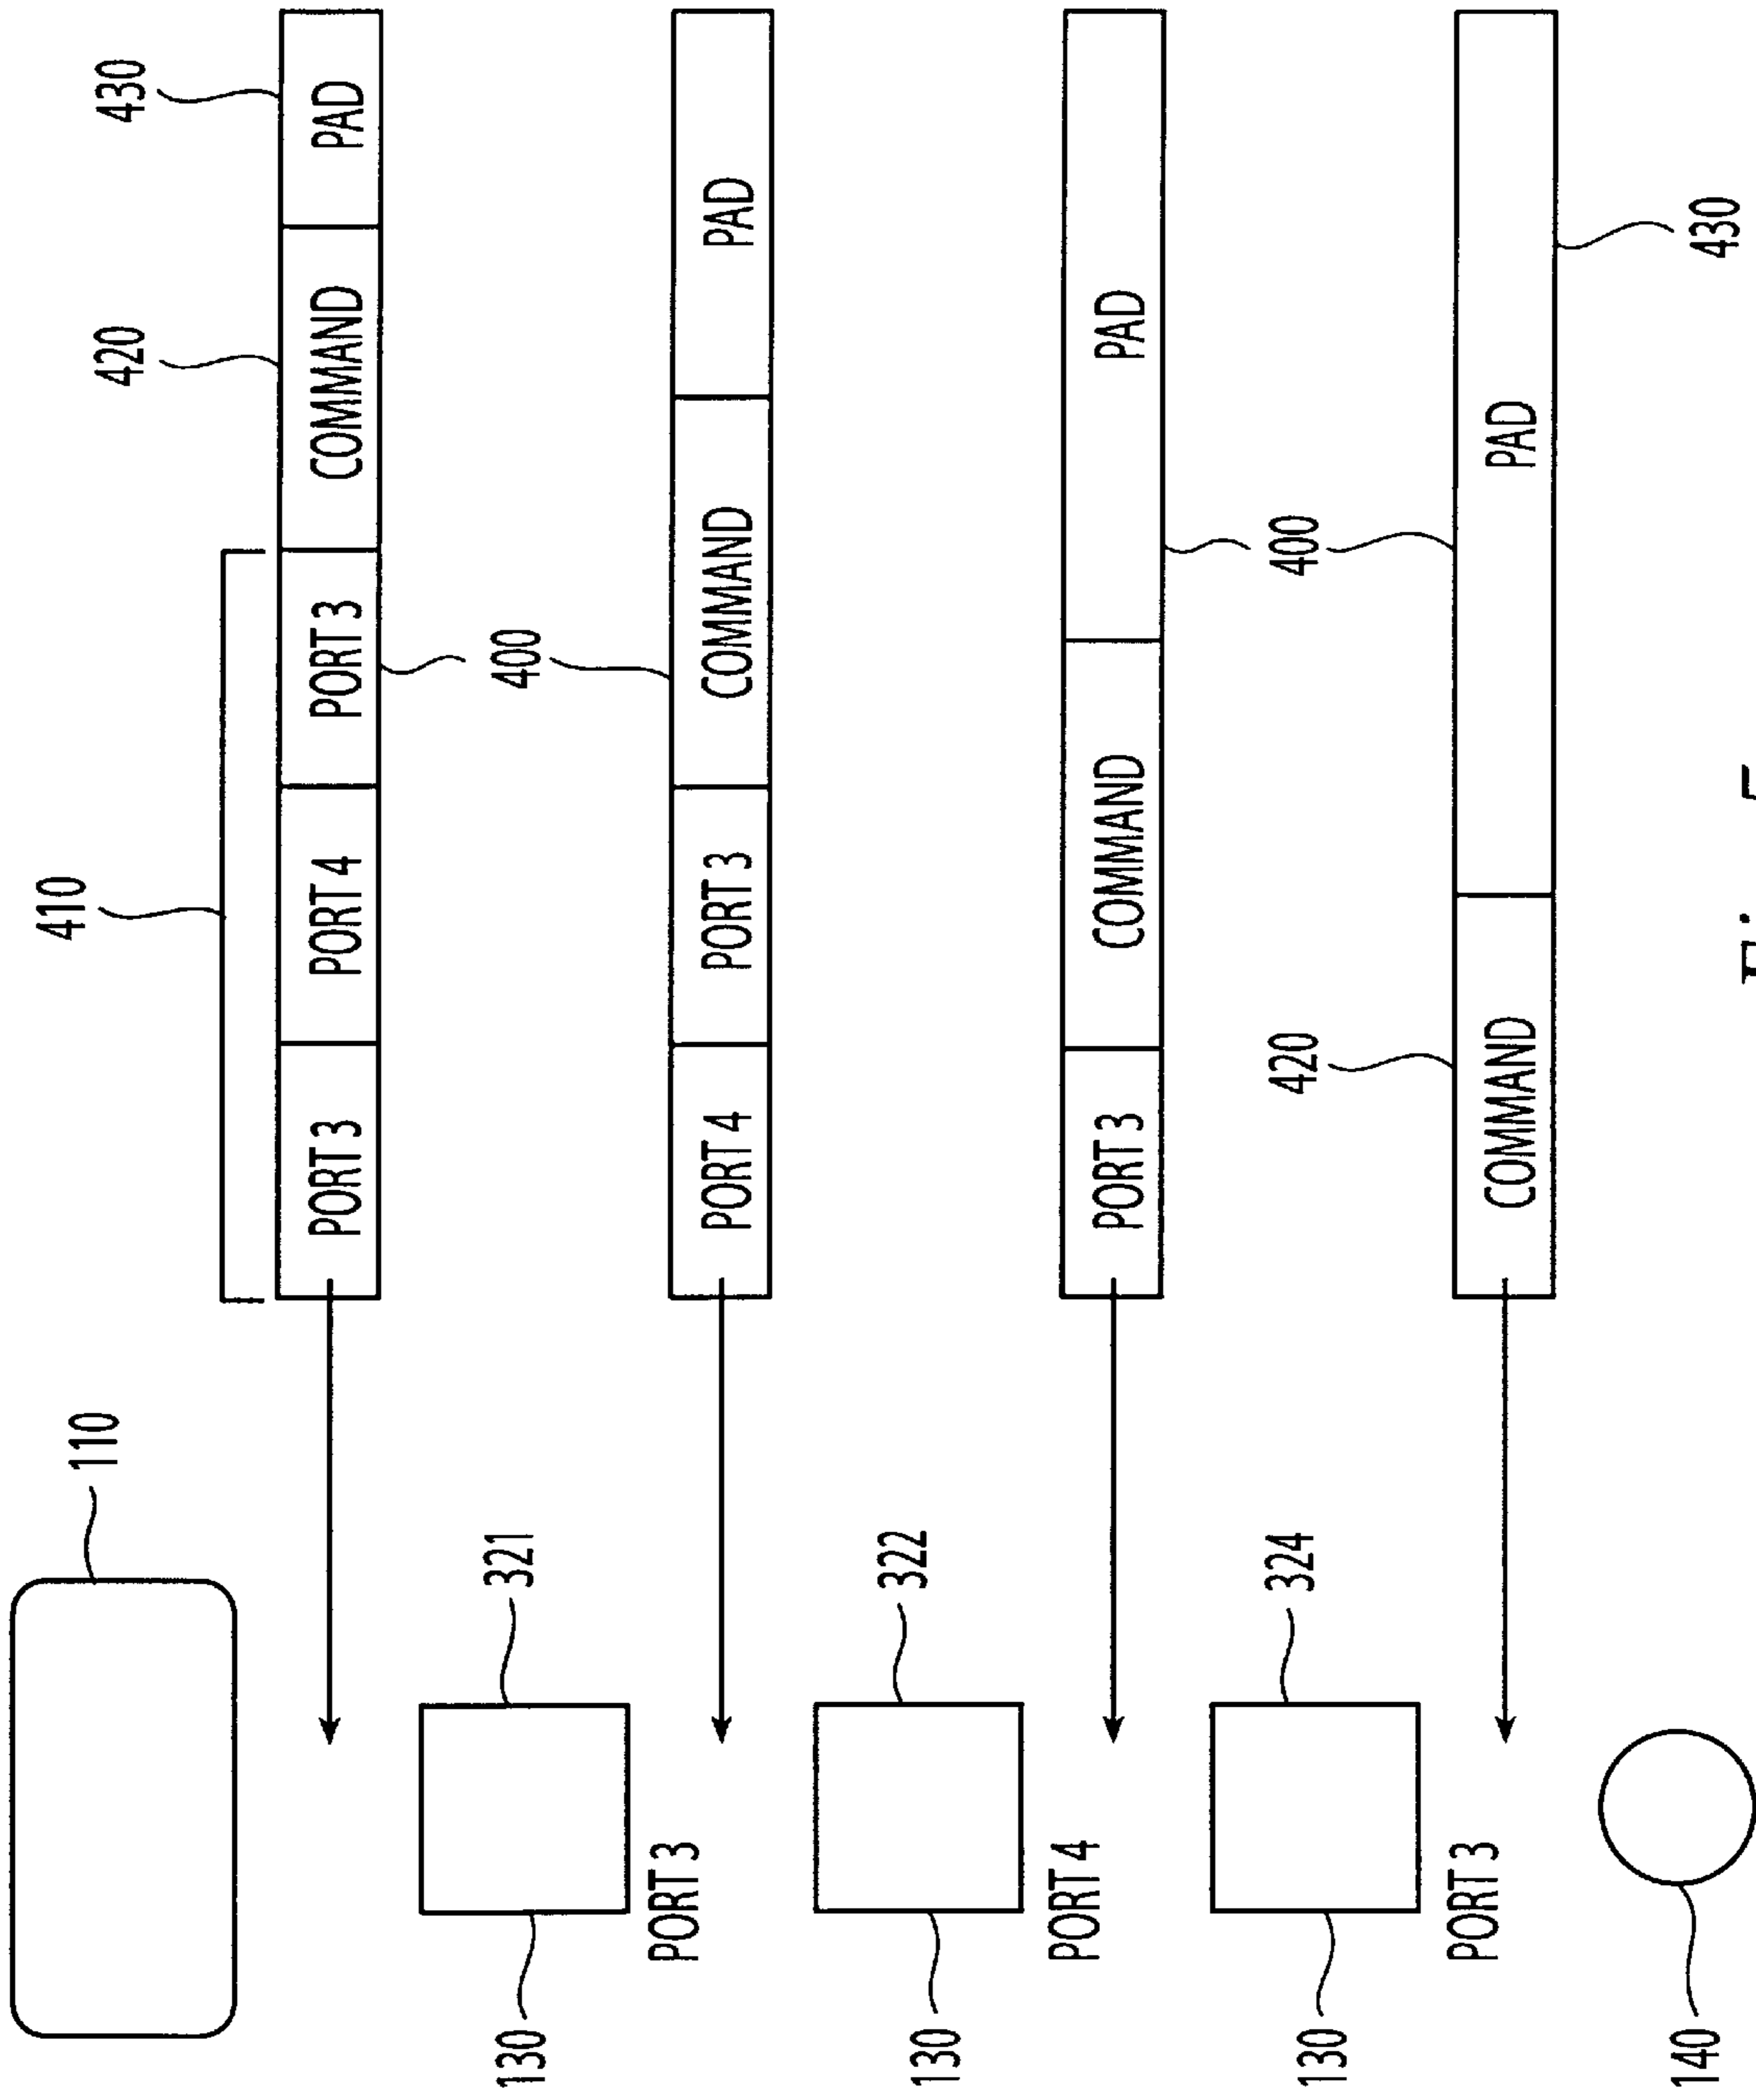 410
110
420
430
PORT 3
PORT 4
PORT 3
COMMAND
PAD
130
321
400
PORT 3
PORT 4
PORT 3
COMMAND
PAD
130
322
PORT 4
PORT 3
COMMAND
PAD
130
324
420
400
PORT 3
COMMAND
PAD
140
430